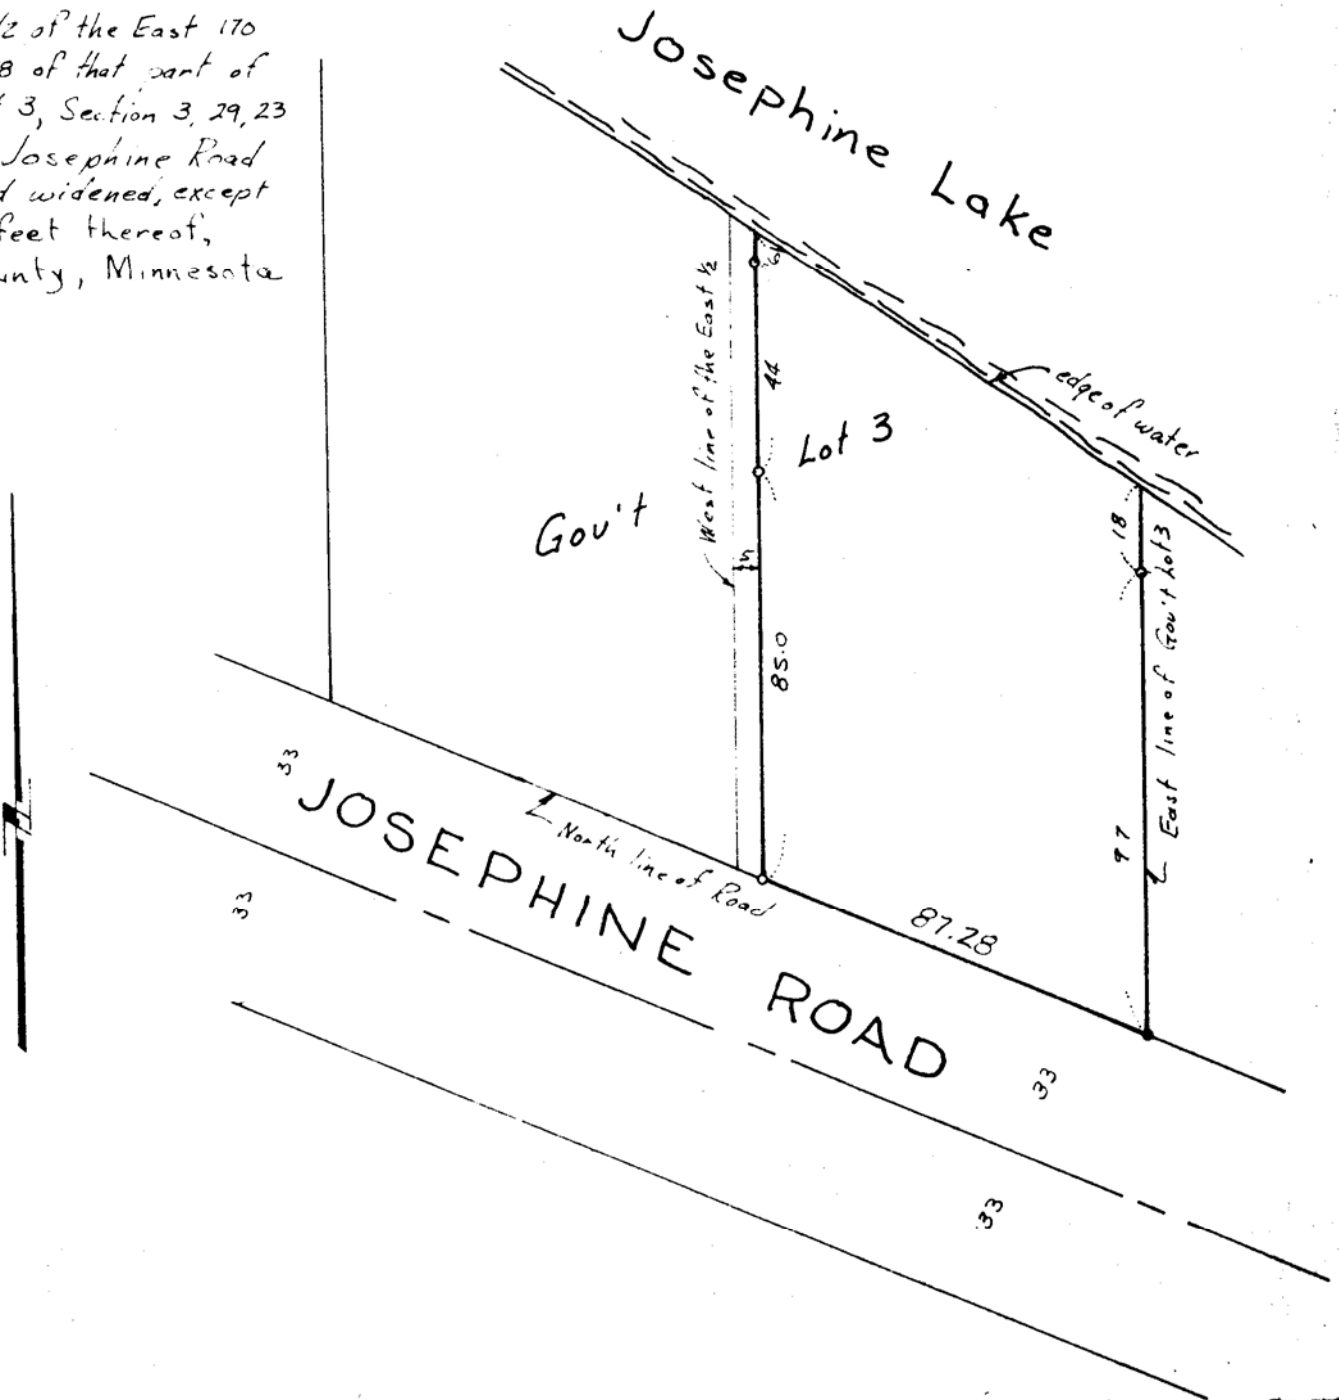 /2 of the East 170
8 of that part of
3, Section 3, 29, 23
Josephine Road
d widened, except
feet thereof,
unty, Minnesota
Josephine Lake
West line of the East ½
44
Lot 3
edge of water
Gov't
5
85.0
18
East line of Gov't Lot 3
97
33
JOSEPHINE ROAD
North line of Road
87.28
33
33
33